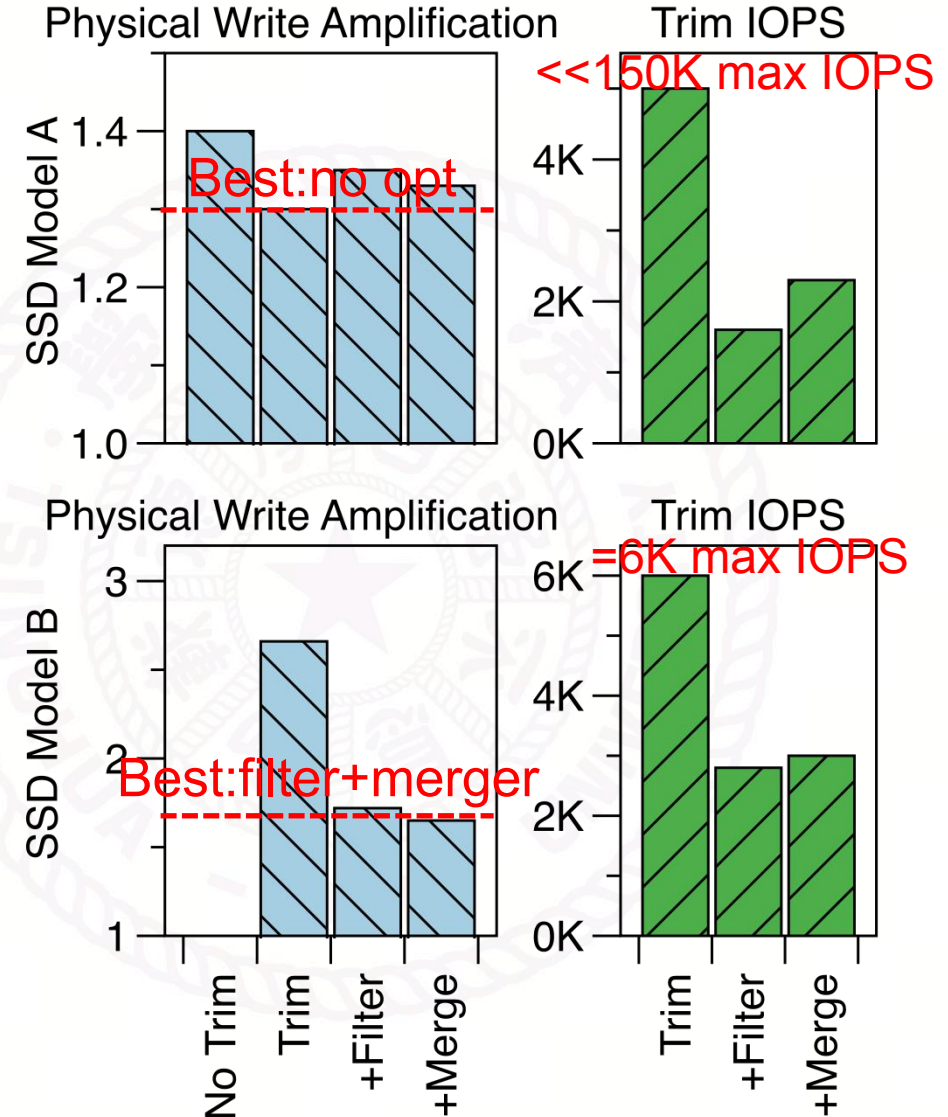 Physical Write Amplification
Trim IOPS
<<150K max IOPS
SSD Model A
1.4
1.2
1.0
Best:no opt
4K
2K
0K
Physical Write Amplification
Trim IOPS
=6K max IOPS
SSD Model B
3
2
1
Best:filter+merger
6K
4K
2K
0K
No Trim
Trim
+Filter
+Merge
Trim
+Filter
+Merge